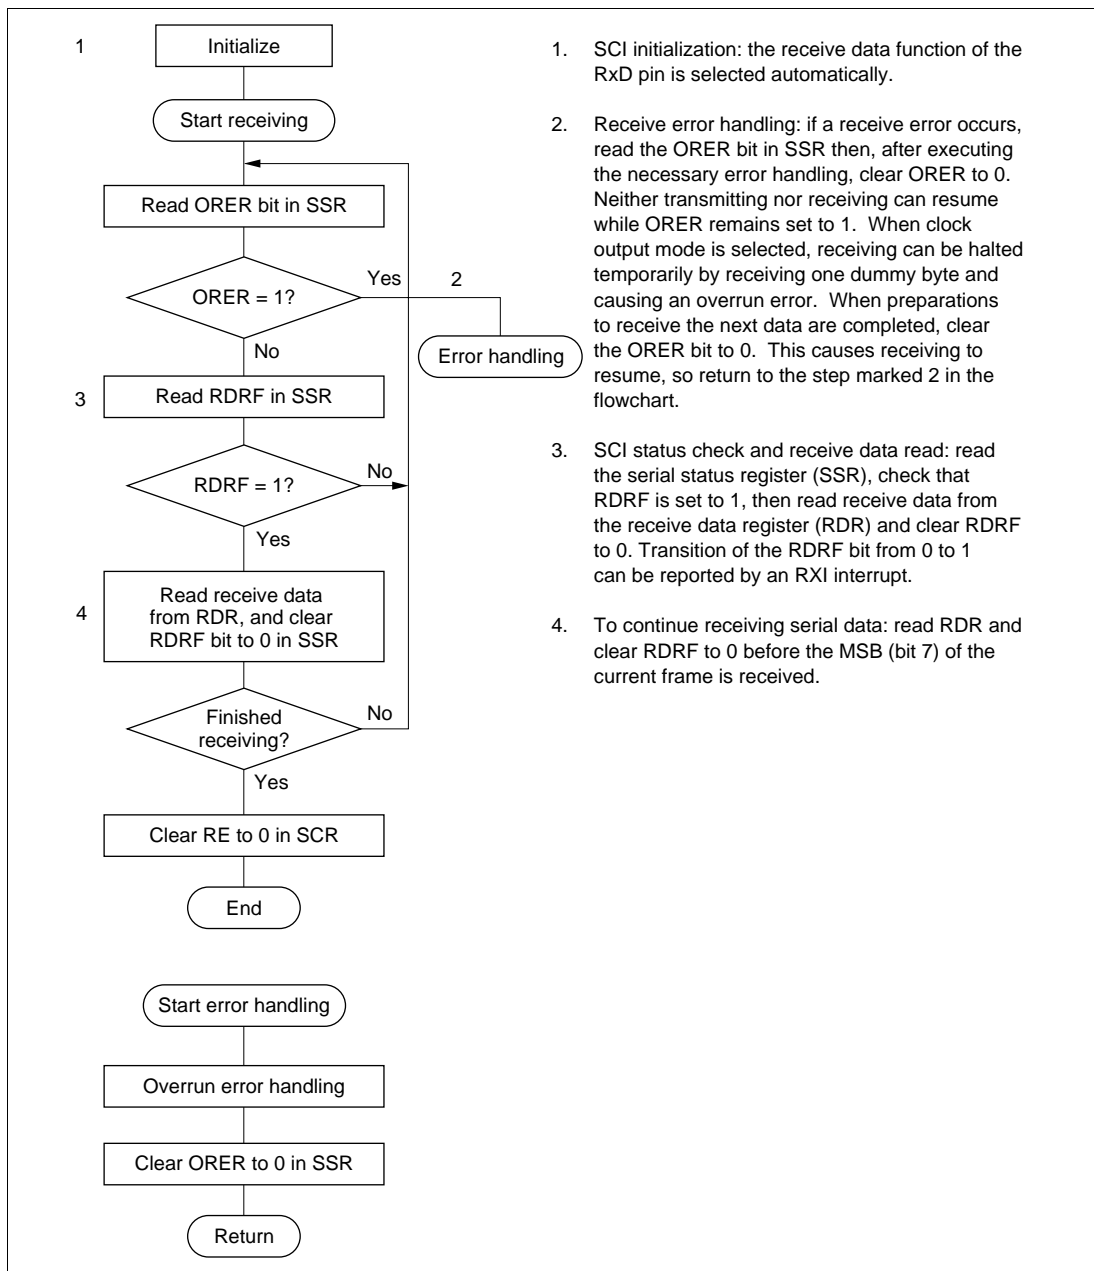 1
Initialize
Start receiving
Read ORER bit in SSR
ORER = 1?
Yes
2
Error handling
No
3
Read RDRF in SSR
RDRF = 1?
No
Yes
4
Read receive data
from RDR, and clear
RDRF bit to 0 in SSR
Finished
receiving?
No
Yes
Clear RE to 0 in SCR
End
Start error handling
Overrun error handling
Clear ORER to 0 in SSR
Return
1. SCI initialization: the receive data function of the
RxD pin is selected automatically.
2. Receive error handling: if a receive error occurs,
read the ORER bit in SSR then, after executing
the necessary error handling, clear ORER to 0.
Neither transmitting nor receiving can resume
while ORER remains set to 1. When clock
output mode is selected, receiving can be halted
temporarily by receiving one dummy byte and
causing an overrun error. When preparations
to receive the next data are completed, clear
the ORER bit to 0. This causes receiving to
resume, so return to the step marked 2 in the
flowchart.
3. SCI status check and receive data read: read
the serial status register (SSR), check that
RDRF is set to 1, then read receive data from
the receive data register (RDR) and clear RDRF
to 0. Transition of the RDRF bit from 0 to 1
can be reported by an RXI interrupt.
4. To continue receiving serial data: read RDR and
clear RDRF to 0 before the MSB (bit 7) of the
current frame is received.